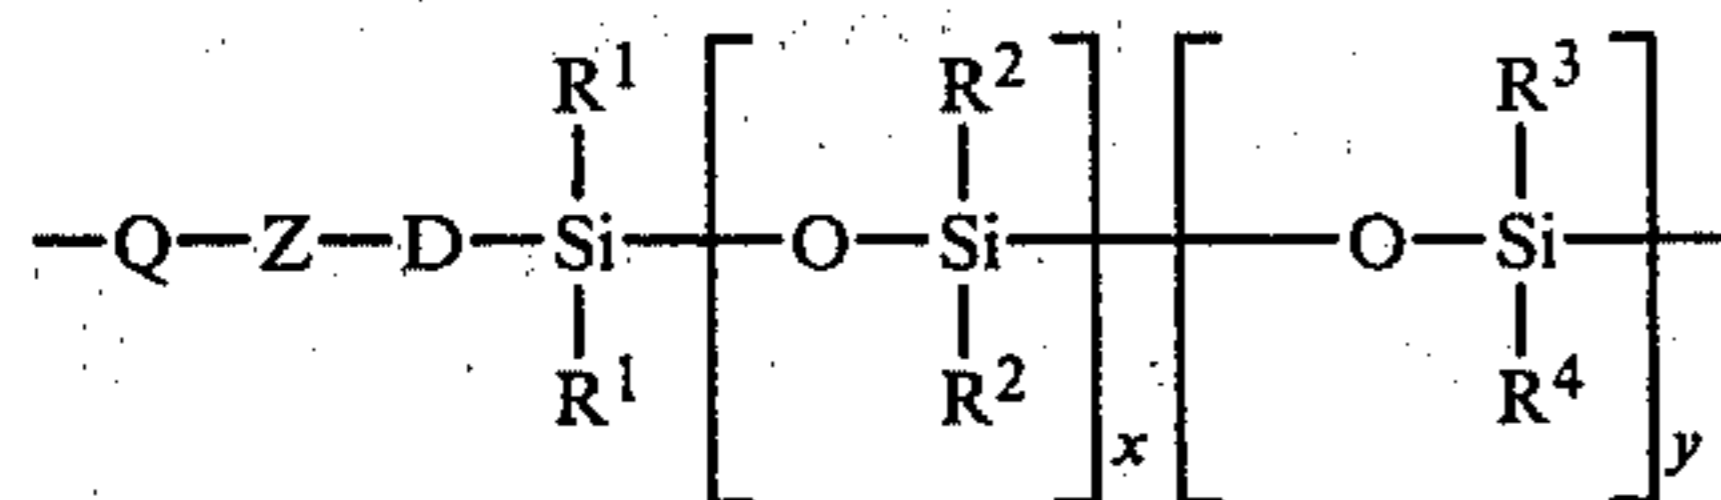 R¹ R² R³
—Q—Z—D—Si—[O—Si—]—[O—Si—]—
R¹ R² R⁴
x y